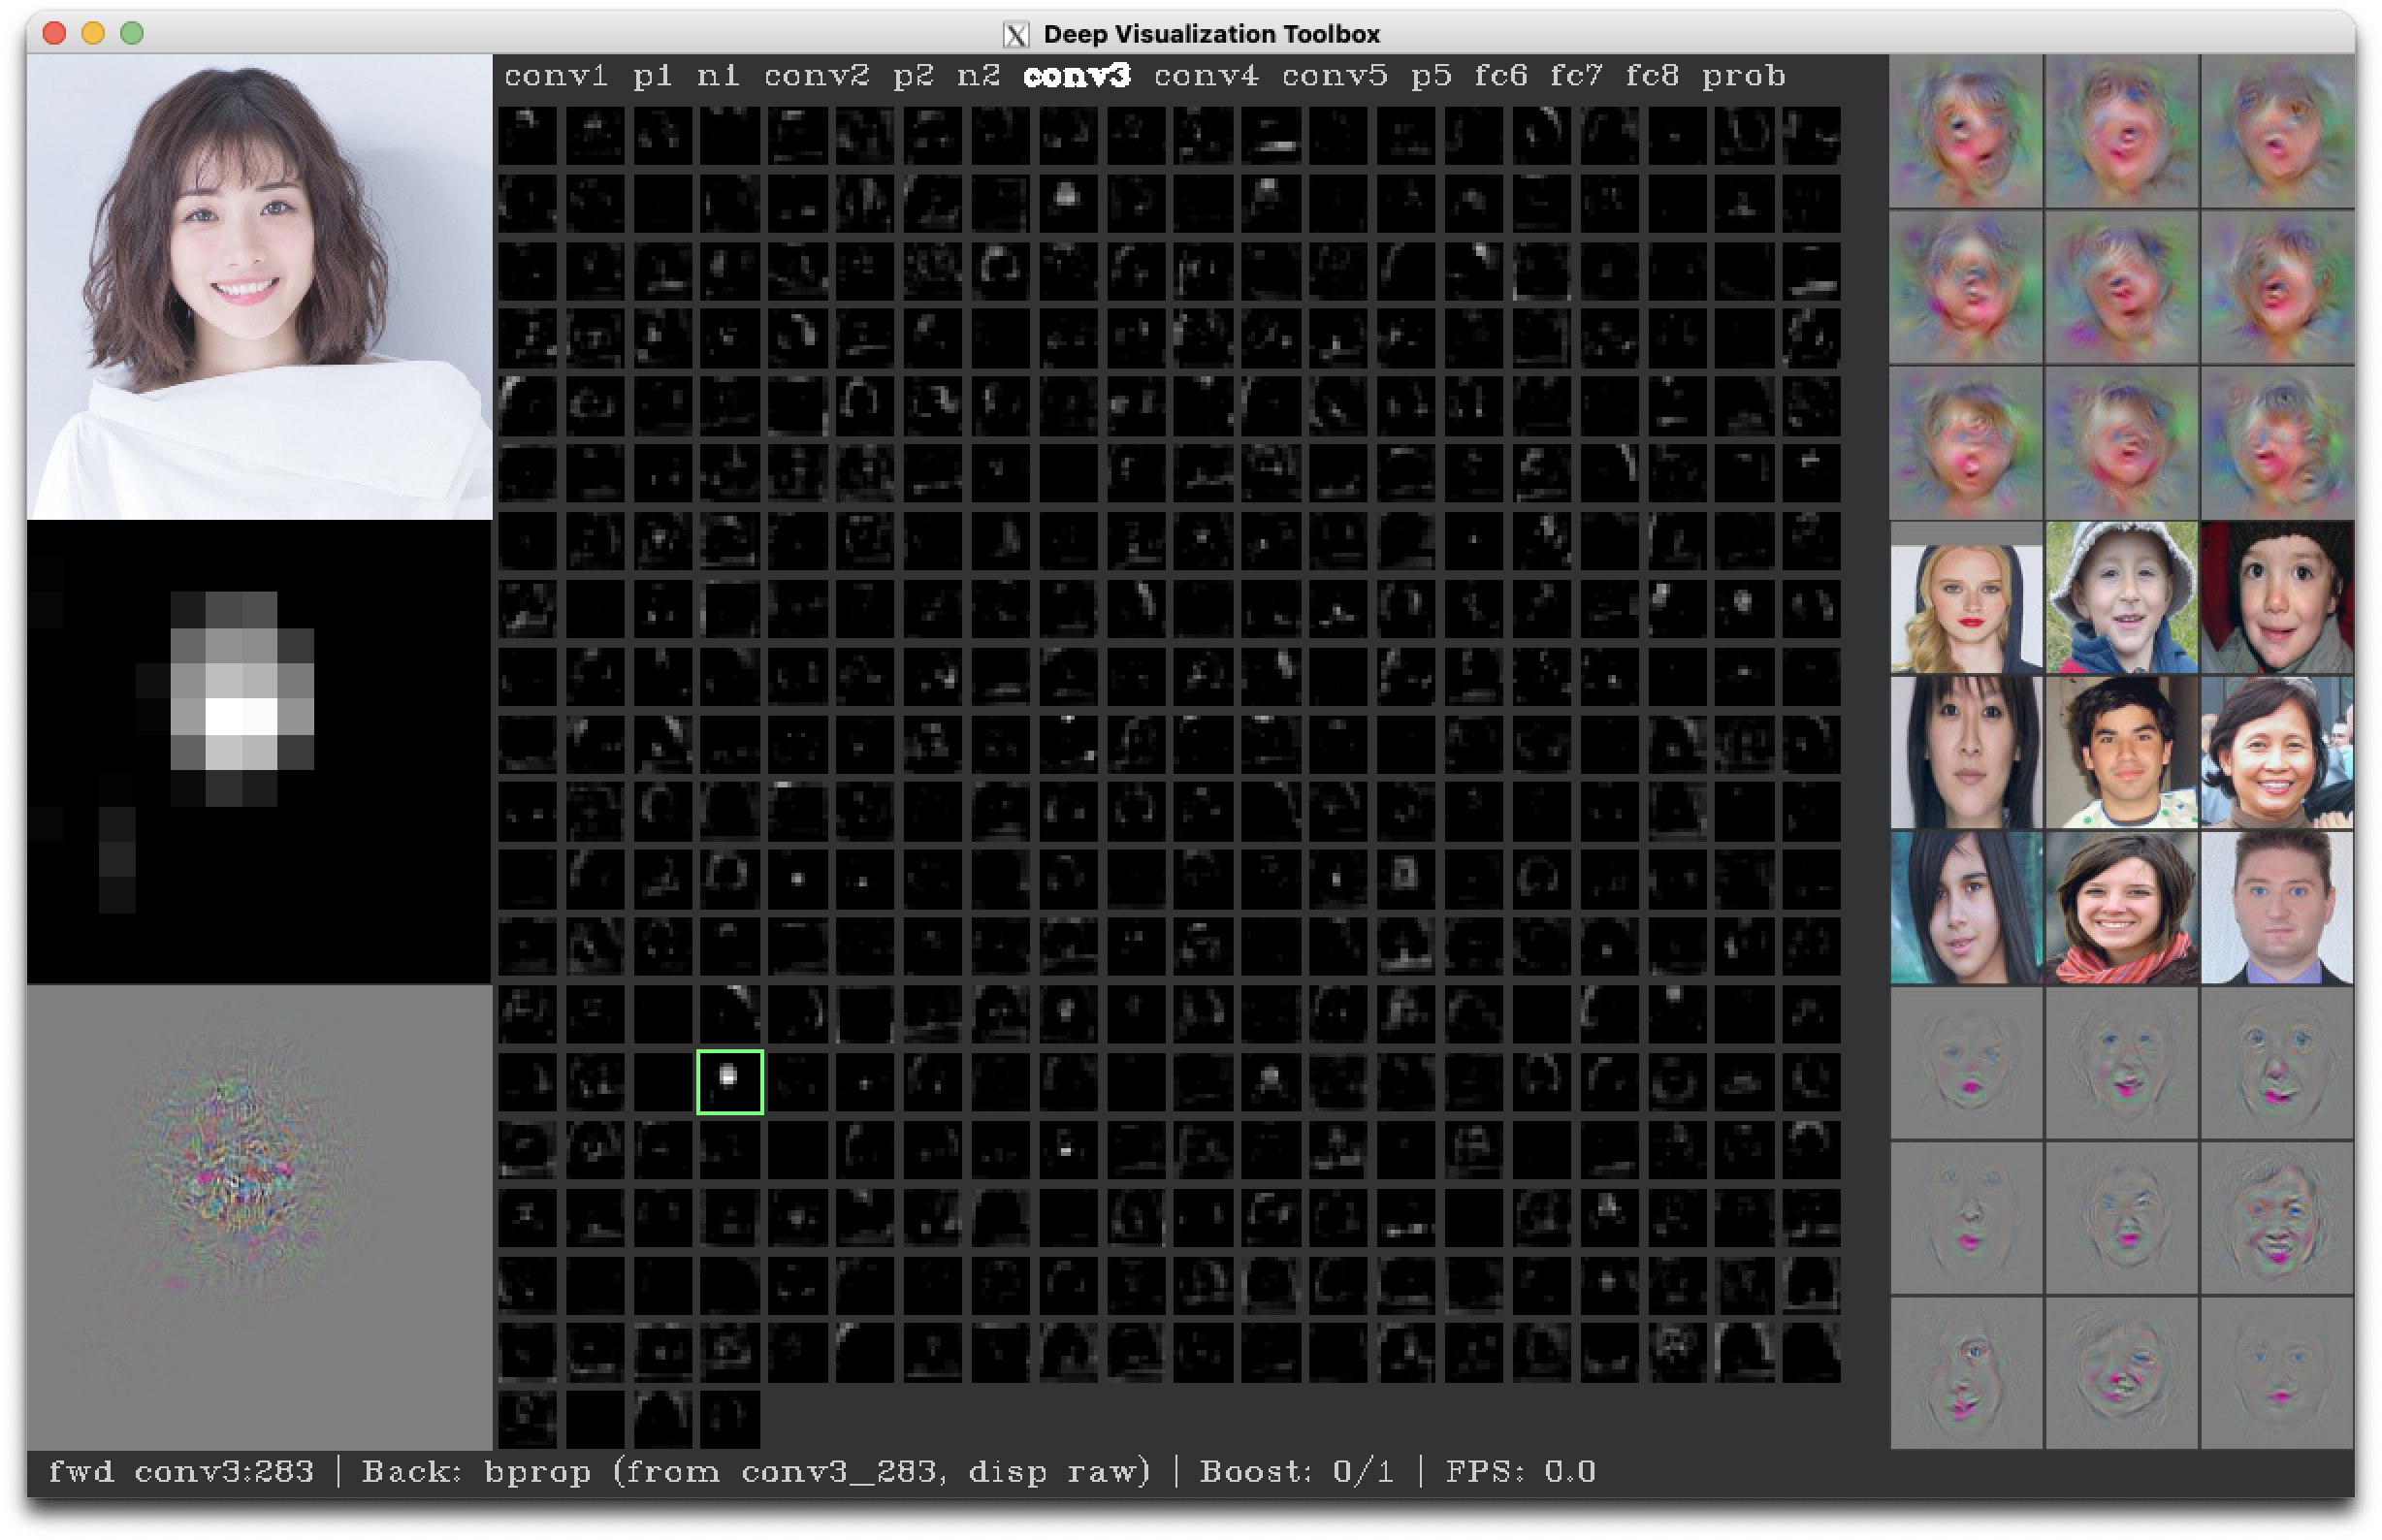 Deep Visualization Toolbox
conv1 p1 n1 conv2 p2 n2 conv3 conv4 conv5 p5 fc6 fc7 fc8 prob
fwd conv3:283 | Back: bprop (from conv3_283, disp raw) | Boost: 0/1 | FPS: 0.0